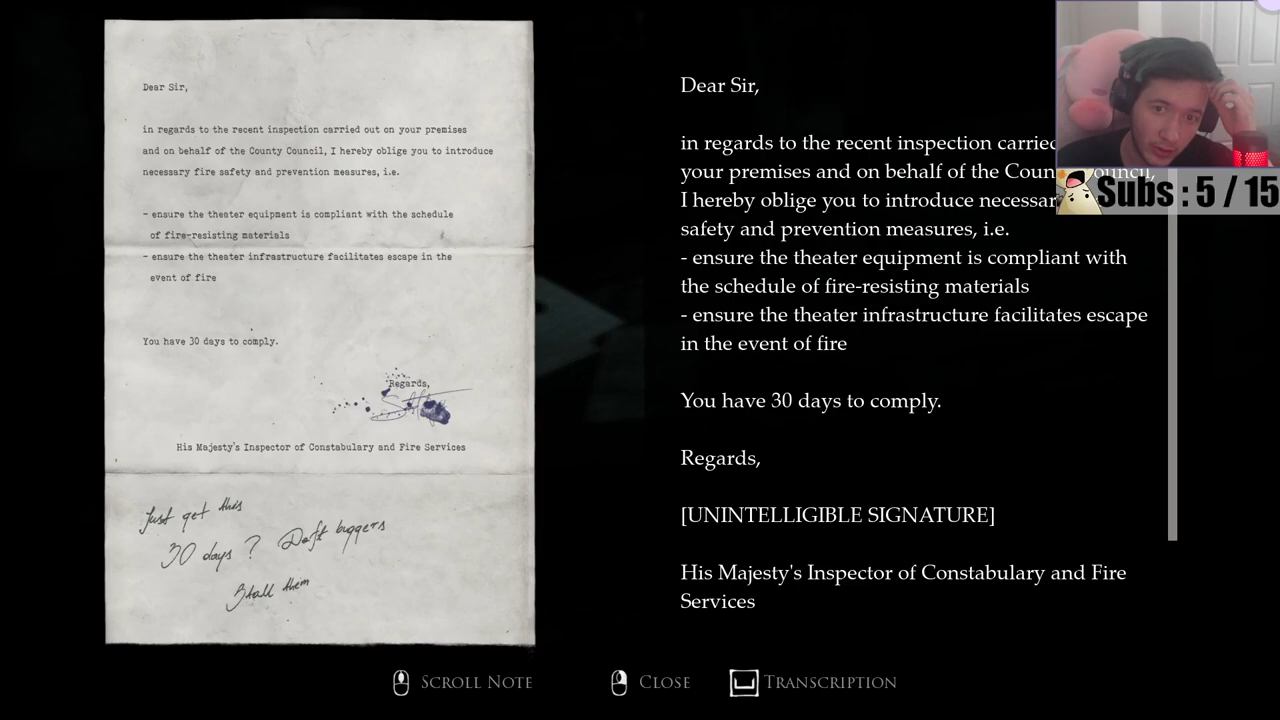 Dear Sir,
in regards to the recent inspection carried out on your premises
and on behalf of the County Council, I hereby oblige you to introduce
necessary fire safety and prevention measures, i.e.
- ensure the theater equipment is compliant with the schedule
of fire-resisting materials
- ensure the theater infrastructure facilitates escape in the
event of fire
You have 30 days to comply.
Regards,
His Majesty's Inspector of Constabulary and Fire Services
Just get this
30 days? Daft buggers
Stall them
Dear Sir,
in regards to the recent inspection carried
your premises and on behalf of the Coun ouncil,
I hereby oblige you to introduce necessar
safety and prevention measures, i.e.
- ensure the theater equipment is compliant with
the schedule of fire-resisting materials
- ensure the theater infrastructure facilitates escape
in the event of fire
You have 30 days to comply.
Regards,
[UNINTELLIGIBLE SIGNATURE]
His Majesty's Inspector of Constabulary and Fire
Services
Subs : 5 / 15
SCROLL NOTE
CLOSE
TRANSCRIPTION